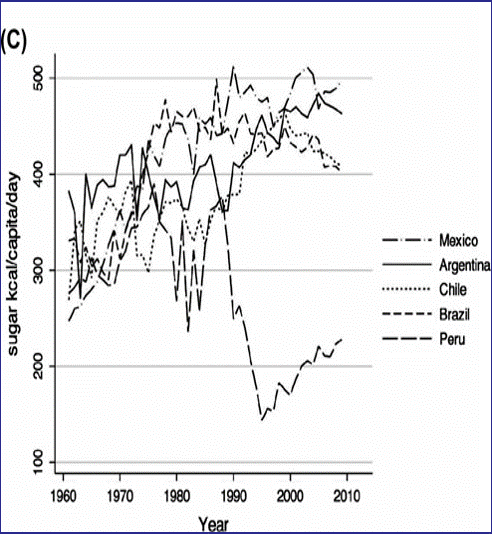 (C)
sugar kcal/capita/day
500
400
300
200
100
1960 1970 1980 1990 2000 2010
Year
Mexico
Argentina
Chile
Brazil
Peru